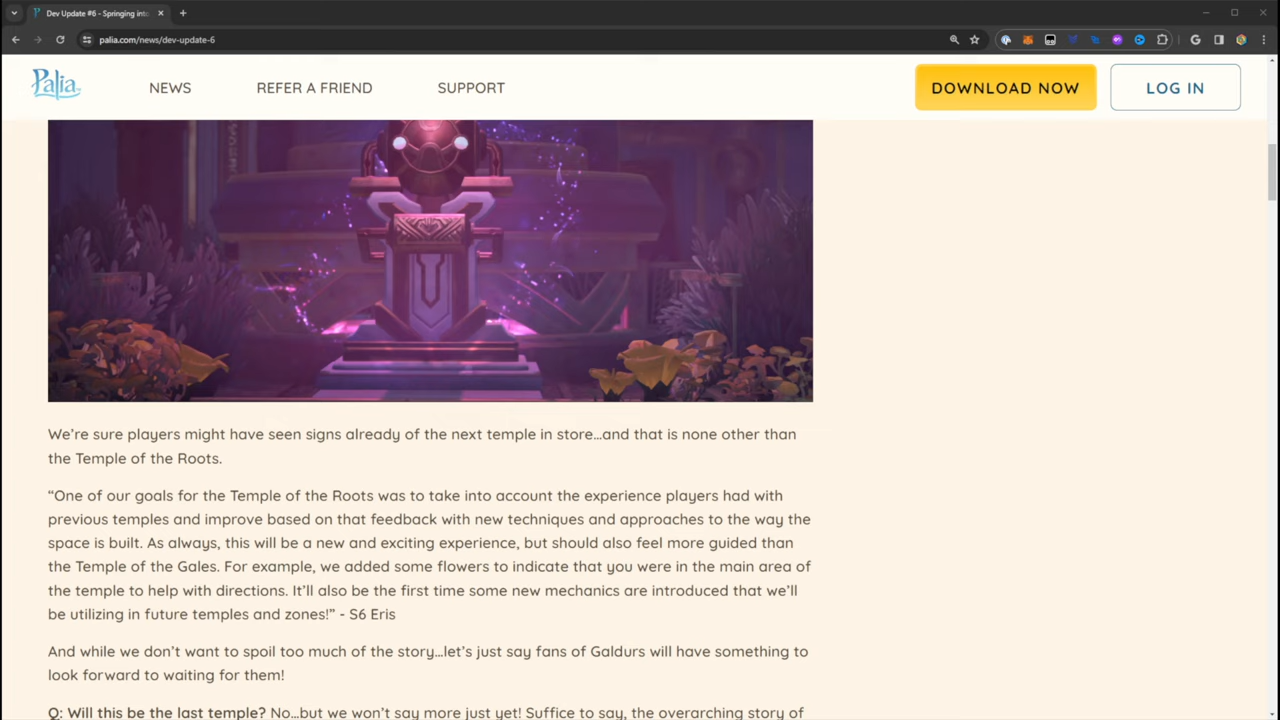 Dev Update #6 - Springing into
palia.com/news/dev-update-6
Palia
NEWS
REFER A FRIEND
SUPPORT
DOWNLOAD NOW
LOG IN
We’re sure players might have seen signs already of the next temple in store…and that is none other than
the Temple of the Roots.
“One of our goals for the Temple of the Roots was to take into account the experience players had with
previous temples and improve based on that feedback with new techniques and approaches to the way the
space is built. As always, this will be a new and exciting experience, but should also feel more guided than
the Temple of the Gales. For example, we added some flowers to indicate that you were in the main area of
the temple to help with directions. It’ll also be the first time some new mechanics are introduced that we’ll
be utilizing in future temples and zones!” - S6 Eris
And while we don’t want to spoil too much of the story…let’s just say fans of Galdurs will have something to
look forward to waiting for them!
Q: Will this be the last temple? No…but we won’t say more just yet! Suffice to say, the overarching story of